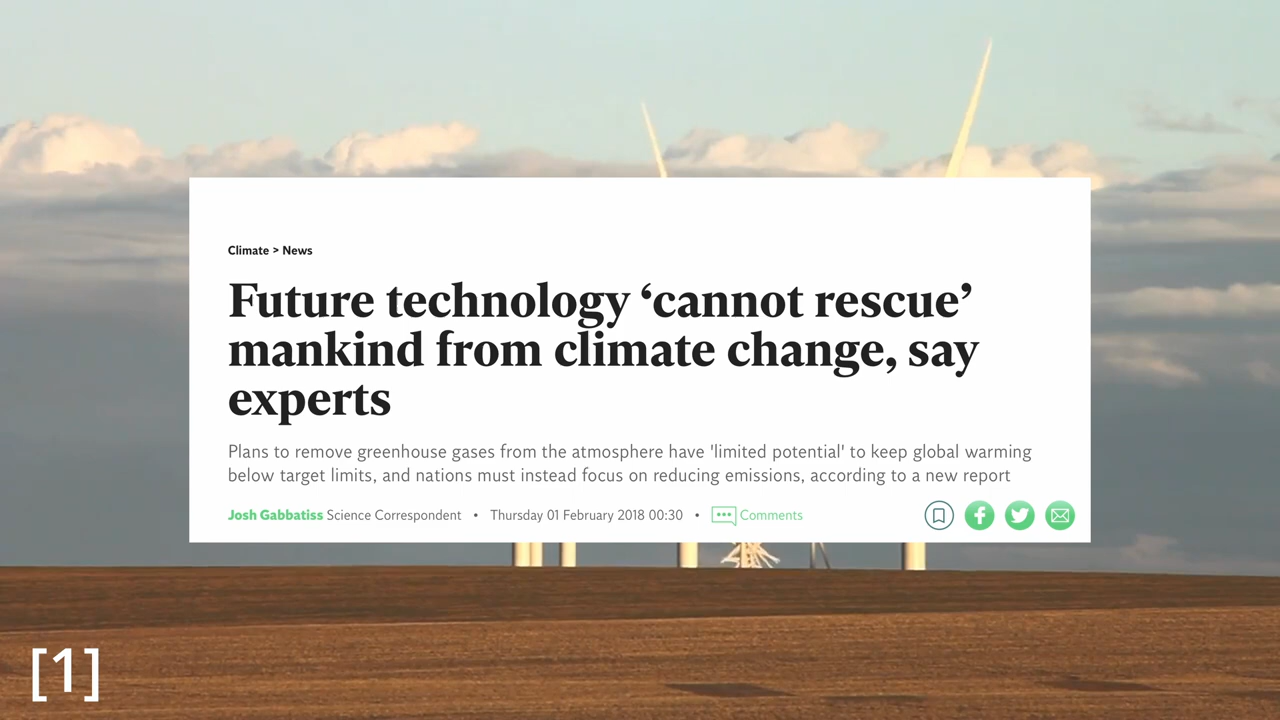 Climate > News
Future technology ‘cannot rescue’
mankind from climate change, say
experts
Plans to remove greenhouse gases from the atmosphere have 'limited potential' to keep global warming
below target limits, and nations must instead focus on reducing emissions, according to a new report
Josh Gabbatiss Science Correspondent • Thursday 01 February 2018 00:30 • Comments
[1]